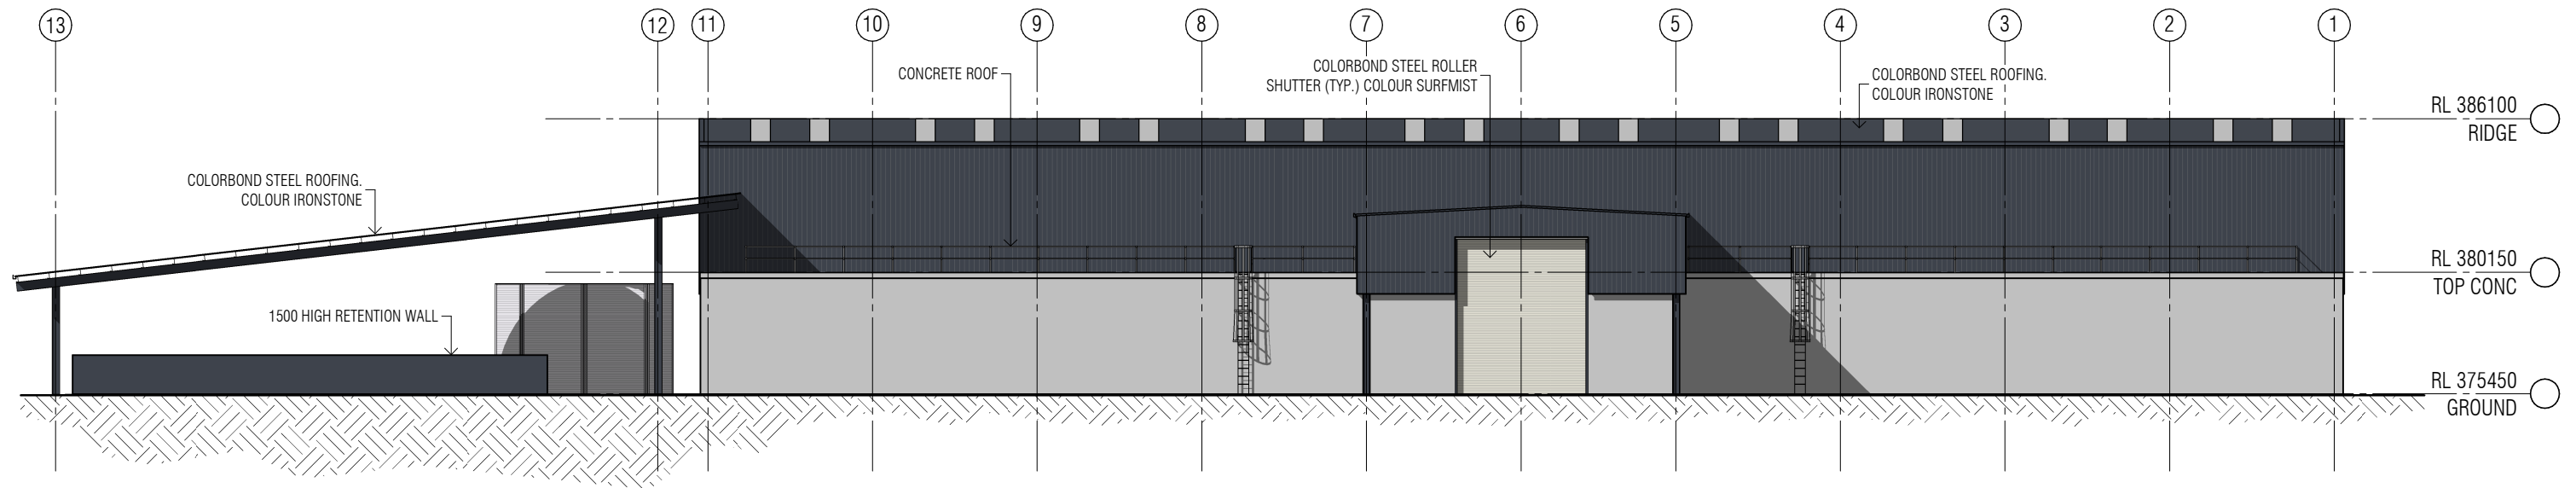 13
12
11
10
9
8
7
6
5
4
3
2
1
CONCRETE ROOF
COLORBOND STEEL ROLLER
SHUTTER (TYP.) COLOUR SURFMIST
COLORBOND STEEL ROOFING.
COLOUR IRONSTONE
RL 386100
RIDGE
COLORBOND STEEL ROOFING.
COLOUR IRONSTONE
RL 380150
TOP CONC
1500 HIGH RETENTION WALL
RL 375450
GROUND